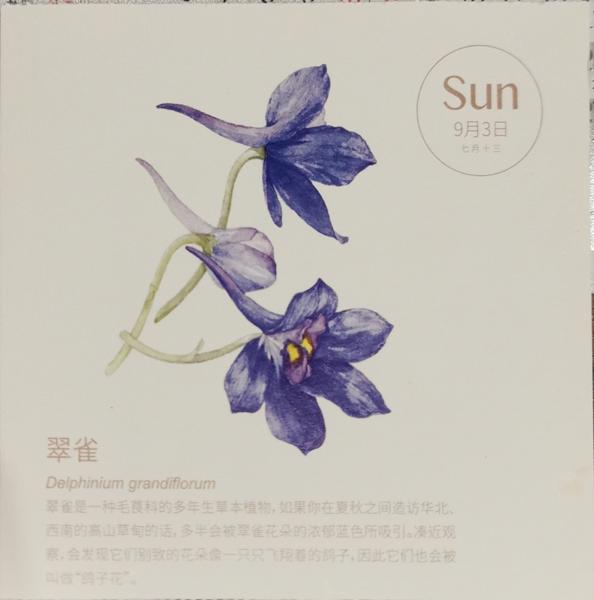 Sun
9月3日
七月十三
翠雀
Delphinium grandiflorum
翠雀是一种毛茛科的多年生草本植物，如果你在夏秋之间造访华北、
西南的高山草甸的话，多半会被翠雀花朵的浓郁蓝色所吸引。凑近观
察，会发现它们别致的花朵像一只只飞翔着的鸽子，因此它们也会被
叫做“鸽子花”。